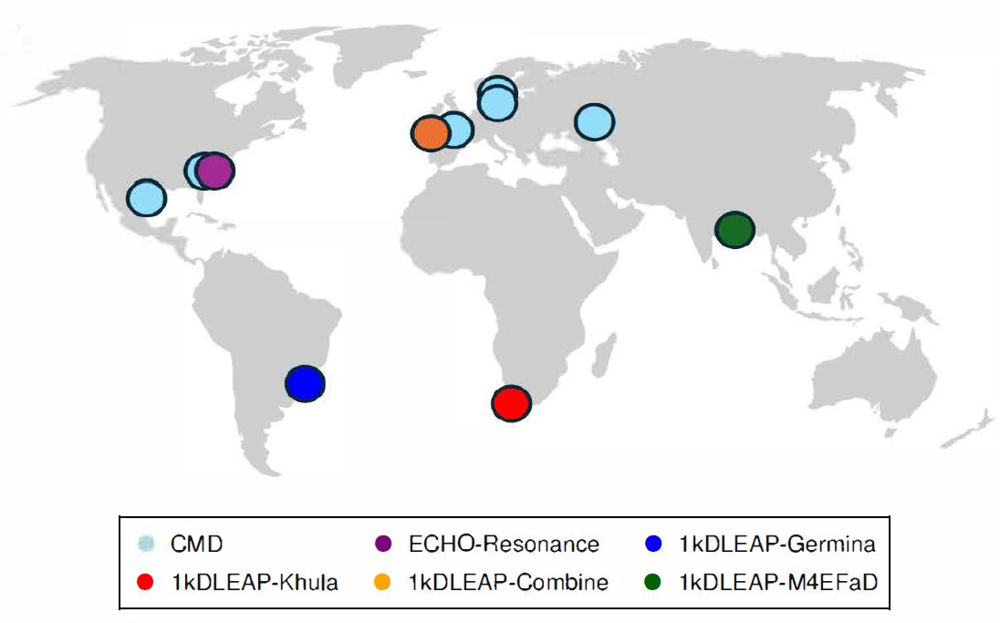 CMD ECHO-Resonance 1kDLEAP-Germina
1kDLEAP-Khula 1kDLEAP-Combine 1kDLEAP-M4EFaD